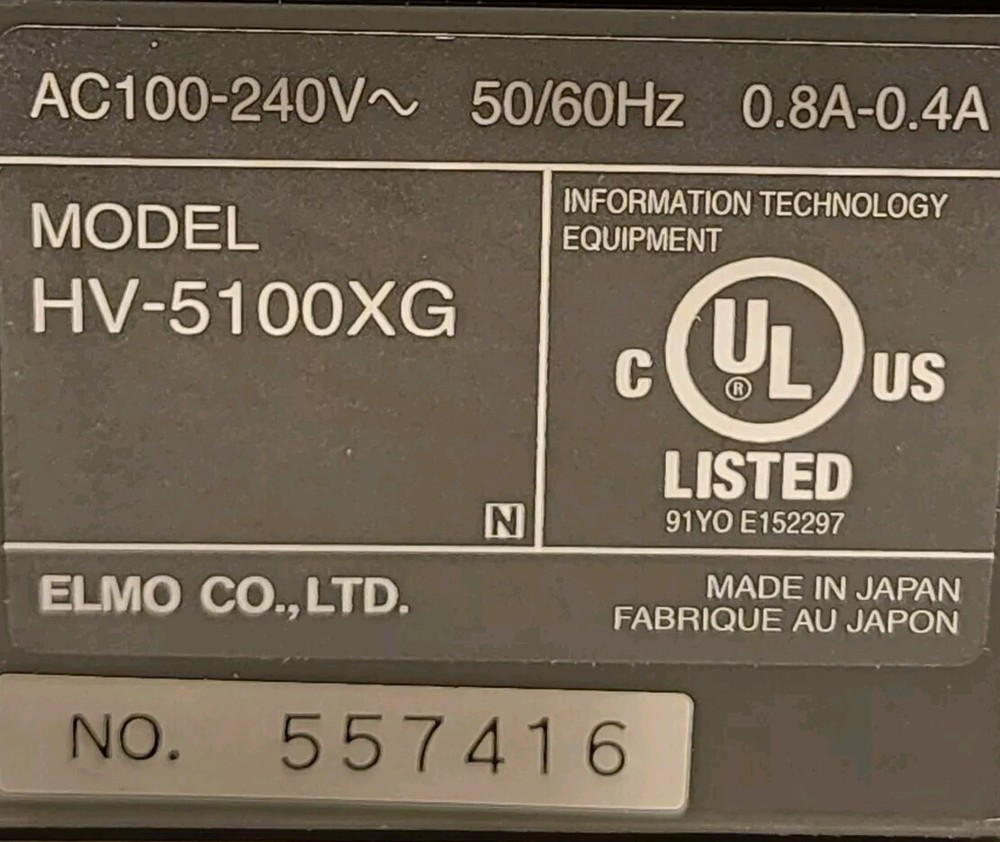 AC100-240V～ 50/60Hz 0.8A-0.4A
MODEL
HV-5100XG
N
INFORMATION TECHNOLOGY
EQUIPMENT
C UL® US
LISTED
91YO E152297
ELMO CO.,LTD.
MADE IN JAPAN
FABRIQUE AU JAPON
NO. 557416